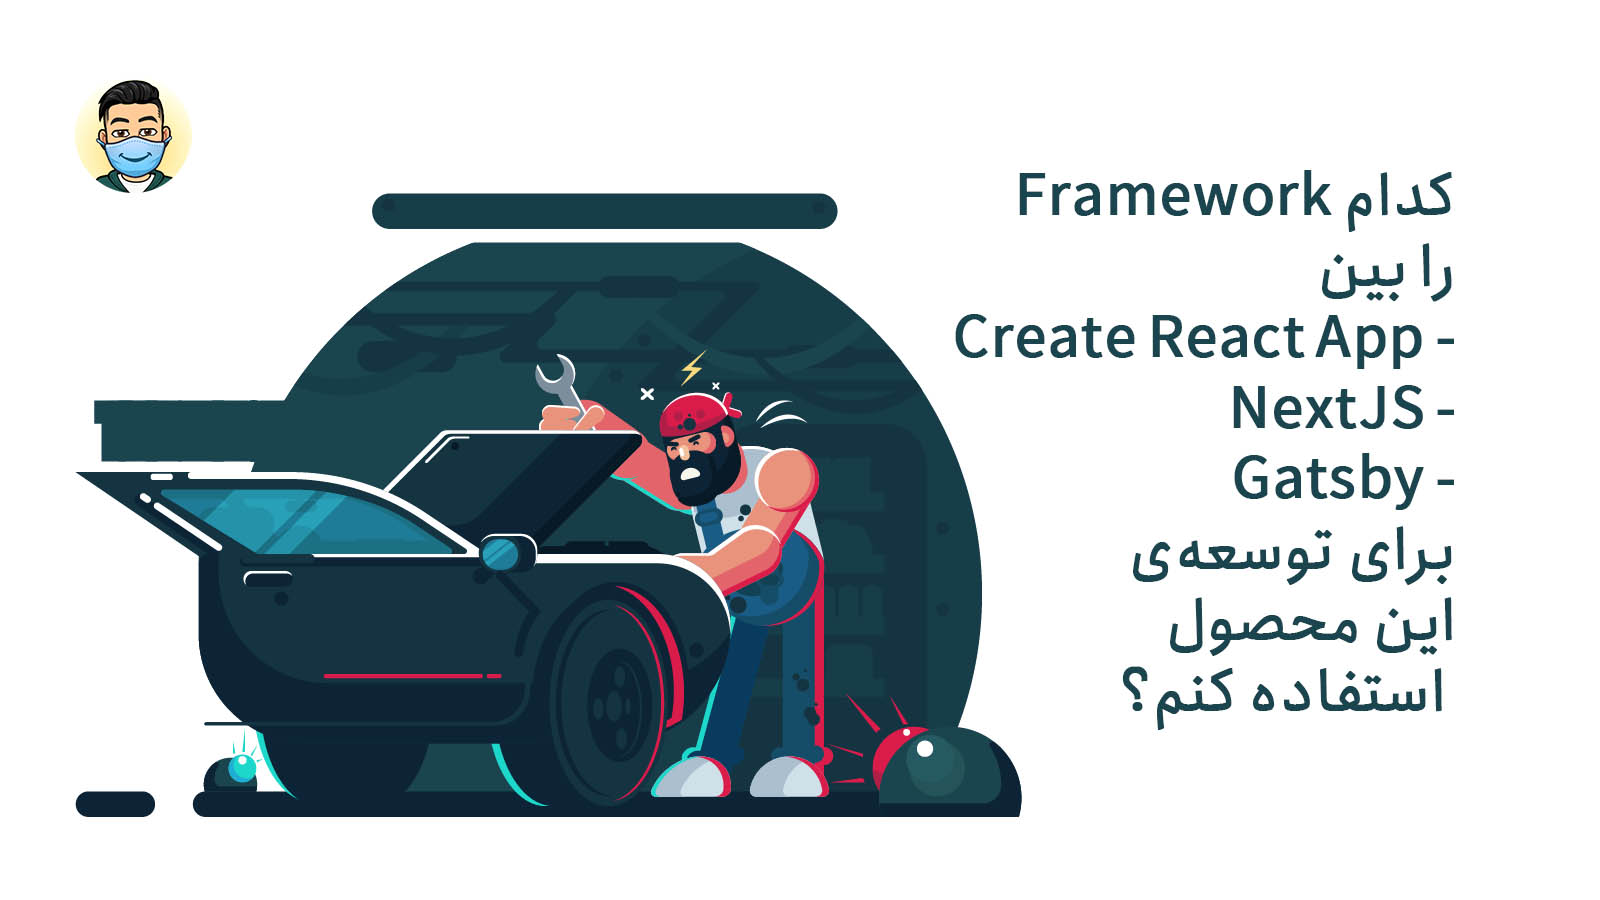 کدام Framework
را بین
- Create React App
- NextJS
- Gatsby
برای توسعه‌ی
این محصول
استفاده کنم؟